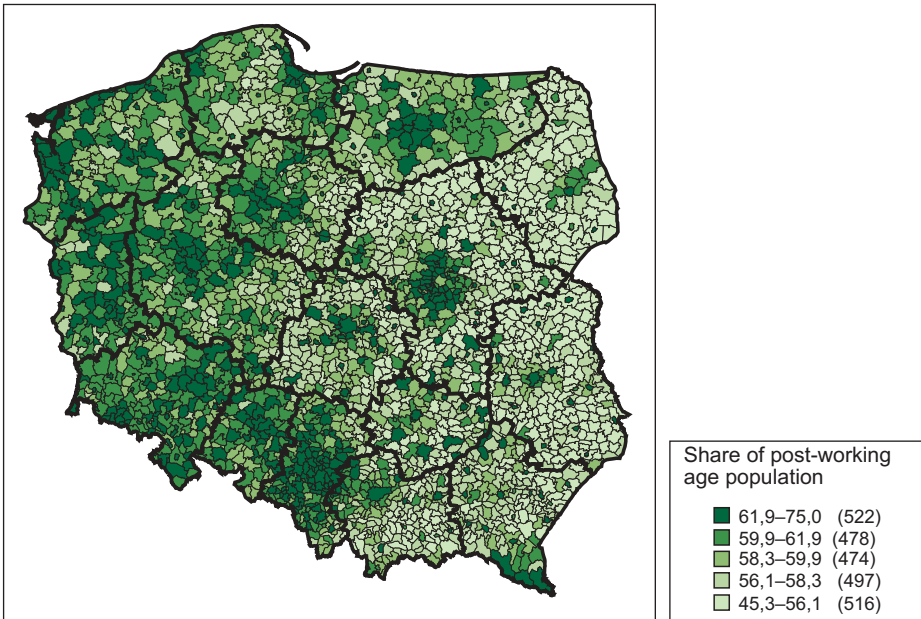 Share of post-working
age population
61,9–75,0 (522)
59,9–61,9 (478)
58,3–59,9 (474)
56,1–58,3 (497)
45,3–56,1 (516)